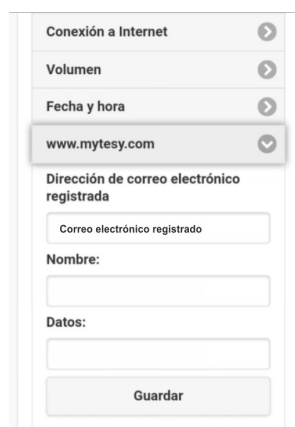 Conexión a Internet
Volumen
Fecha y hora
www.mytesy.com
Dirección de correo electrónico
registrada
Correo electrónico registrado
Nombre:
Datos:
Guardar